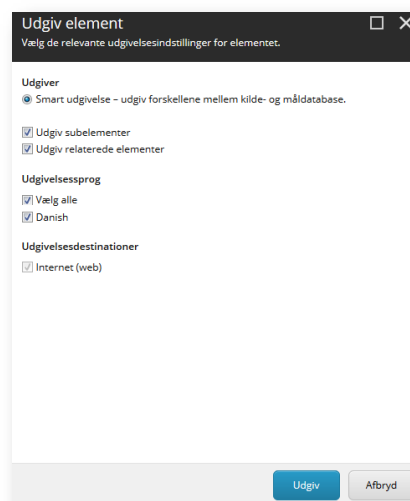 Udgiv element
Vælg de relevante udgivelsesindstillinger for elementet.
Udgiver
Smart udgivelse – udgiv forskellene mellem kilde- og måldatabase.
Udgiv subelementer
Udgiv relaterede elementer
Udgivelsessprog
Vælg alle
Danish
Udgivelsesdestinationer
Internet (web)
Udgiv Afbryd